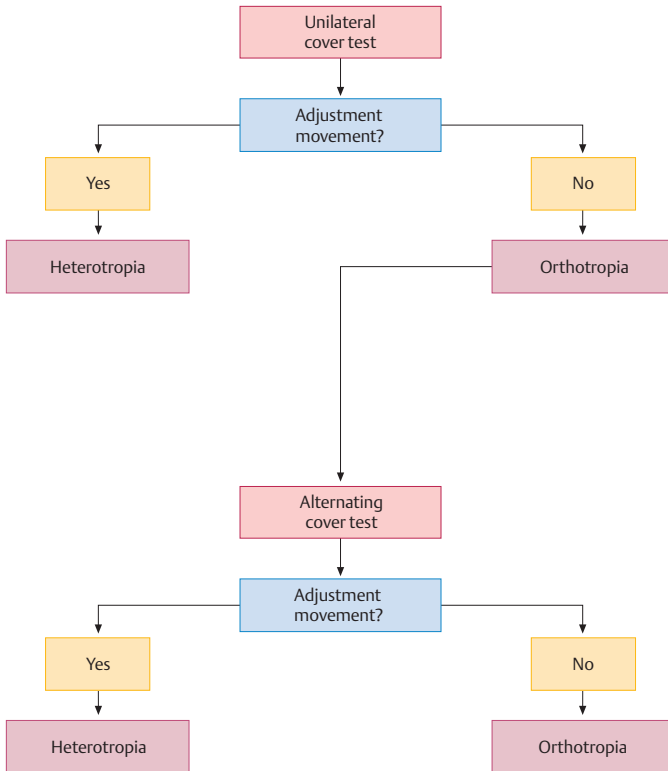 Unilateral
cover test
Adjustment
movement?
Yes
No
Heterotropia
Orthotropia
Alternating
cover test
Adjustment
movement?
Yes
No
Heterotropia
Orthotropia